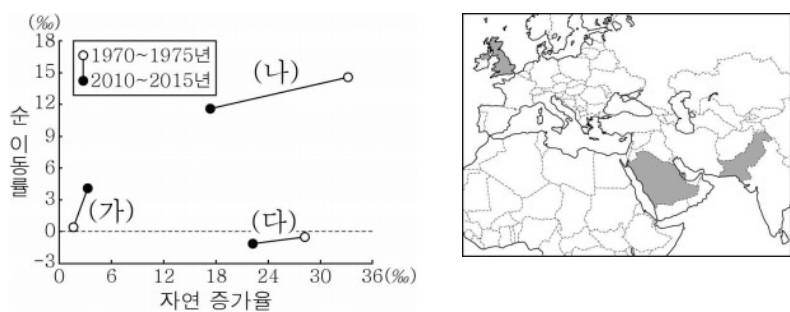 (‰)
18
15
12
9
6
3
0
-3
순 이동률
1970~1975년
2010~2015년
(나)
(가)
(다)
0 6 12 18 24 30 36(‰)
자연 증가율